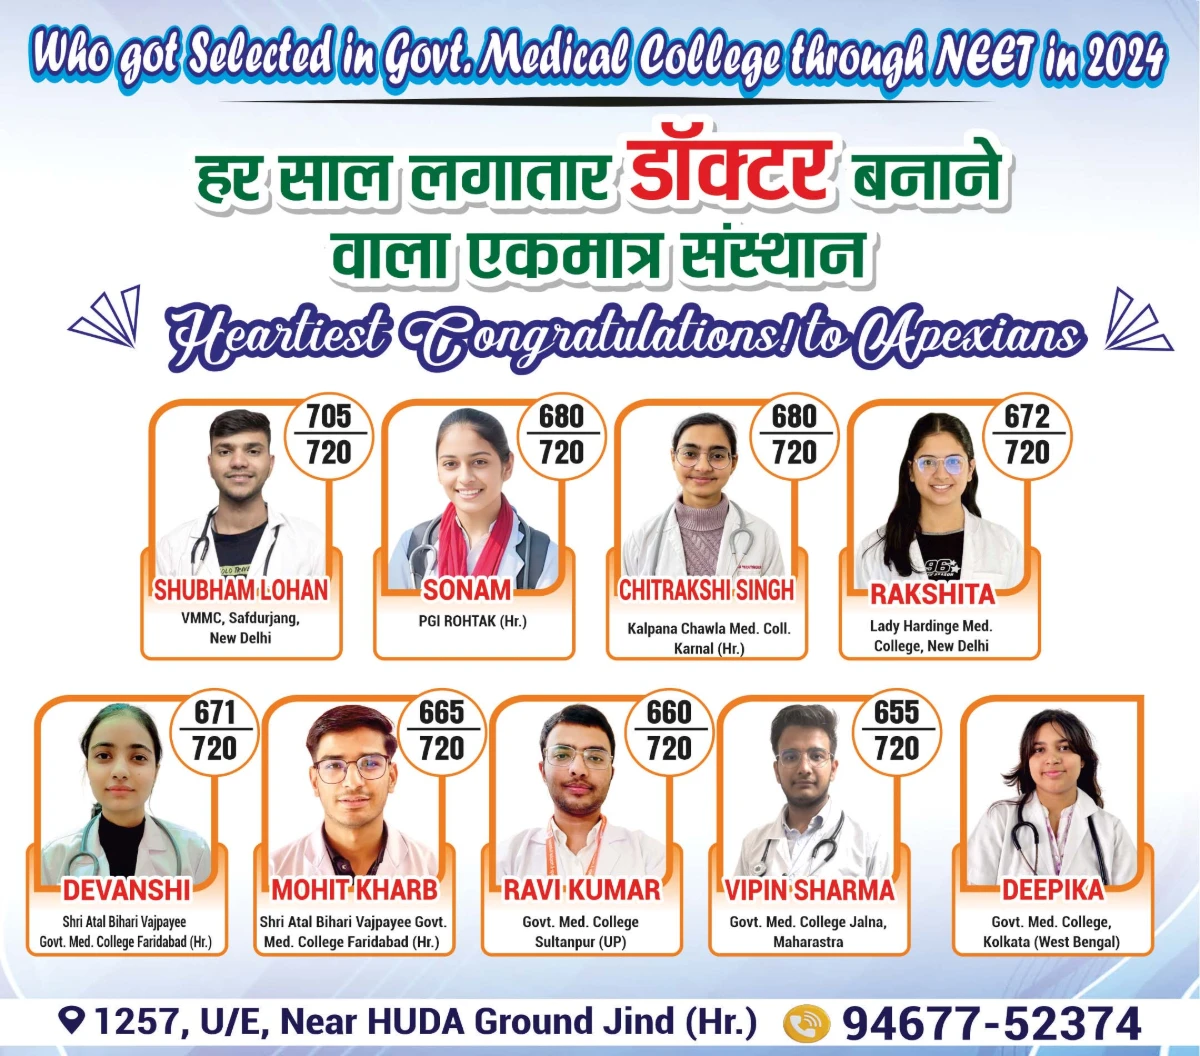 Who got Selected in Govt. Medical College through NEET in 2024
हर साल लगातार डॉक्टर बनाने
वाला एकमात्र संस्थान
Heartiest Congratulations! to Apexians
705
720
SHUBHAM LOHAN
VMMC, Safdurjang,
New Delhi
680
720
SONAM
PGI ROHTAK (Hr.)
680
720
CHITRAKSHI SINGH
Kalpana Chawla Med. Coll.
Karnal (Hr.)
672
720
RAKSHITA
Lady Hardinge Med.
College, New Delhi
671
720
DEVANSHI
Shri Atal Bihari Vajpayee
Govt. Med. College Faridabad (Hr.)
665
720
MOHIT KHARB
Shri Atal Bihari Vajpayee Govt.
Med. College Faridabad (Hr.)
660
720
RAVI KUMAR
Govt. Med. College
Sultanpur (UP)
655
720
VIPIN SHARMA
Govt. Med. College Jalna,
Maharastra
DEEPIKA
Govt. Med. College,
Kolkata (West Bengal)
1257, U/E, Near HUDA Ground Jind (Hr.) 94677-52374